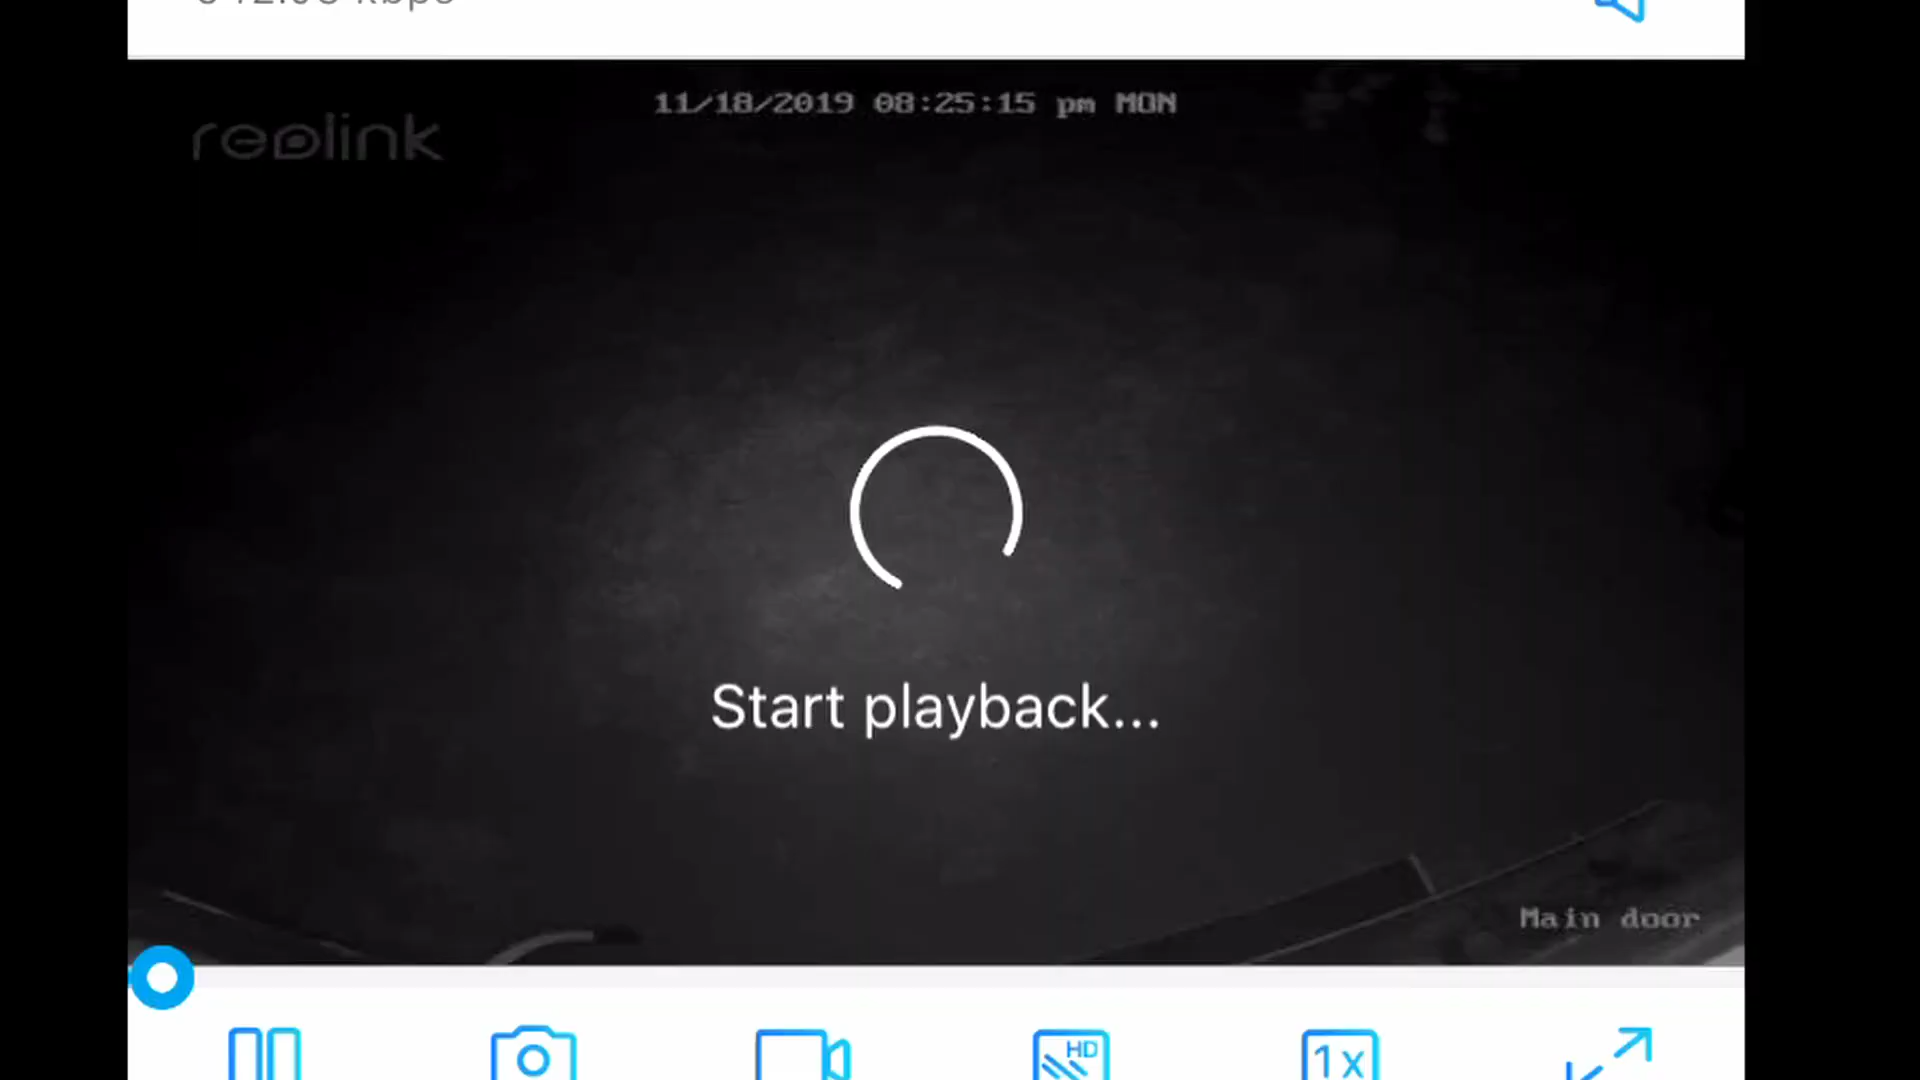 11/18/2019 08:25:15 pm MON
reolink
Start playback...
Main door
HD
1x